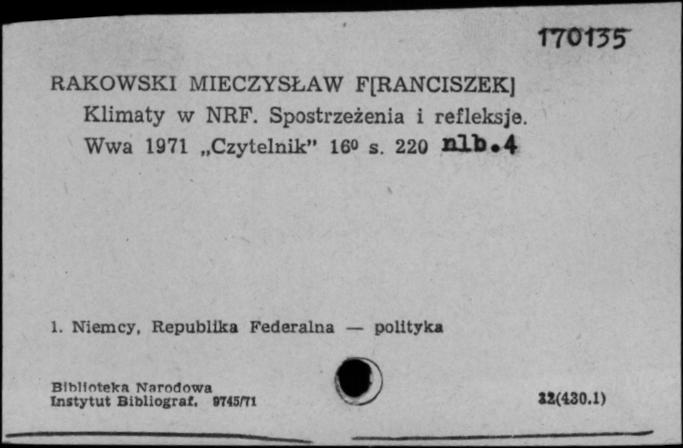 170135
RAKOWSKI MIECZYSŁAW F[RANCISZEK]
Klimaty w NRF. Spostrzeżenia i refleksje.
Wwa 1971 „Czytelnik” 16⁰ s. 220 nlb.4
1. Niemcy, Republika Federalna — polityka
Biblioteka Narodowa
Instytut Bibliograf. 9745/71
32(430.1)